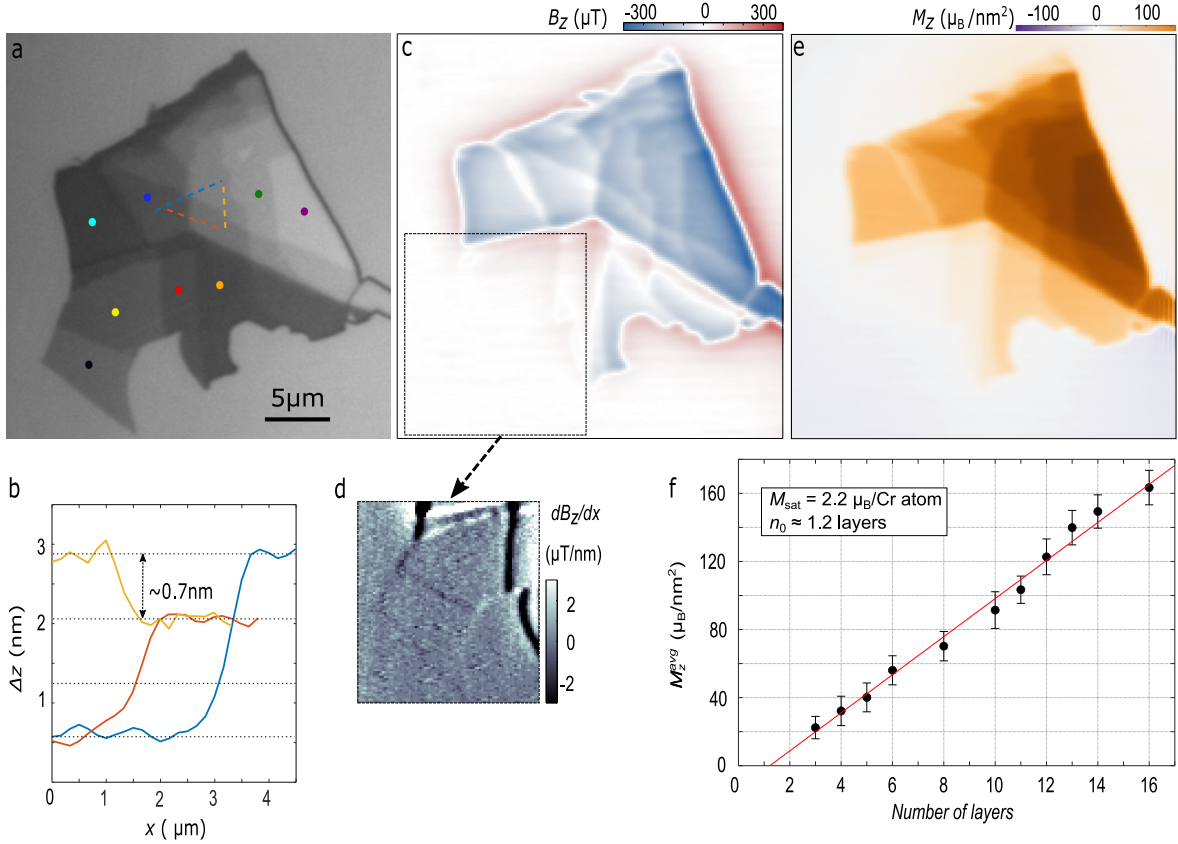 B_Z (µT)
-300 0 300
M_Z (µ_B/nm²)
-100 0 100
a
c
e
5µm
b
Δz (nm)
3
2
1
~0.7nm
0 1 2 3 4
x ( µm)
d
dB_Z/dx
(µT/nm)
2
0
-2
f
M_Z^avg (µ_B/nm²)
160
120
80
40
0
M_sat = 2.2 µ_B/Cr atom
n_0 ≈ 1.2 layers
0 2 4 6 8 10 12 14 16
Number of layers